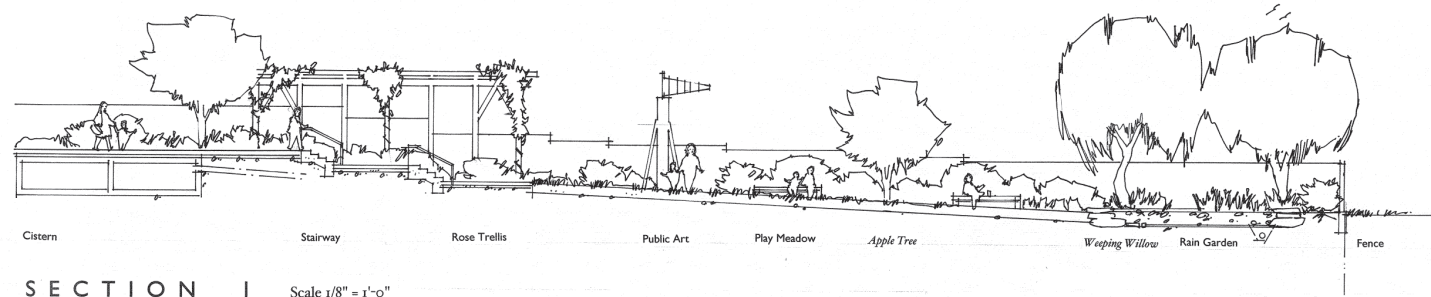 Cistern Stairway Rose Trellis Public Art Play Meadow Apple Tree Weeping Willow Rain Garden Fence
SECTION 1 Scale 1/8" = 1'-0"